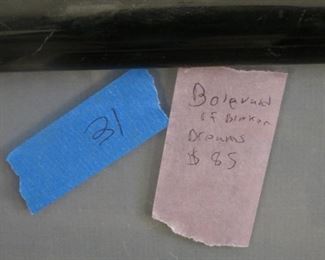 31
Bolevard
of Broken
Dreams
$85